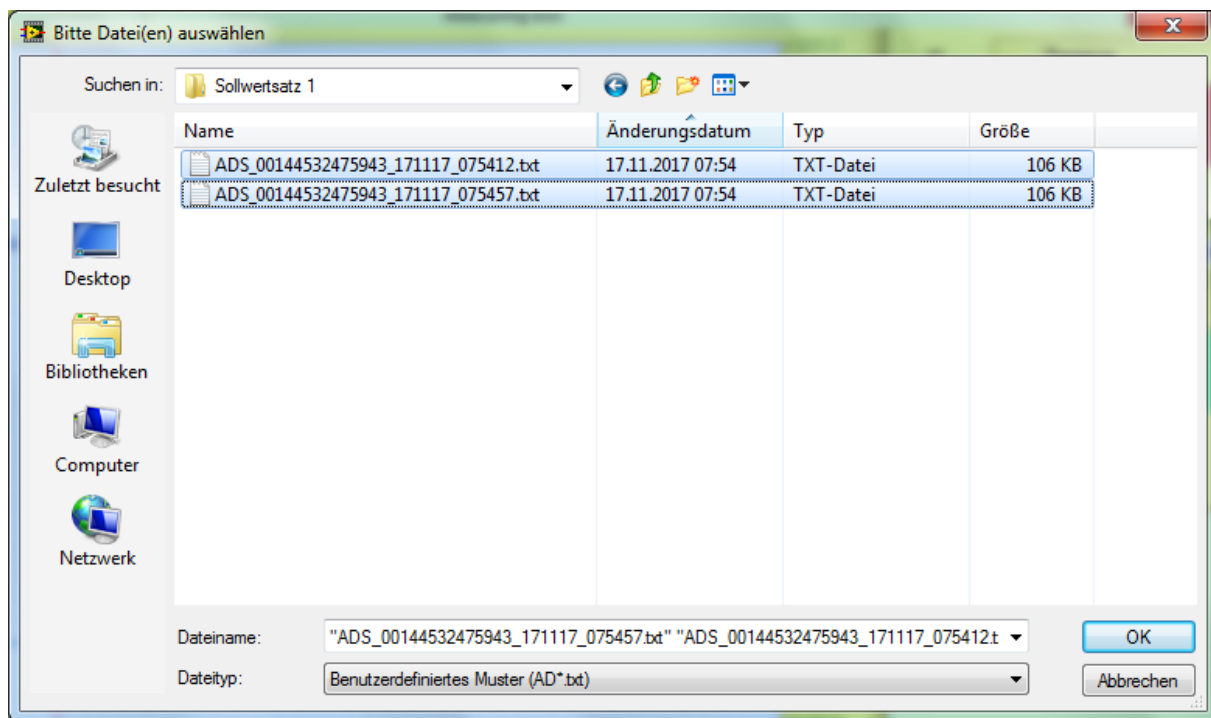 Bitte Datei(en) auswählen
Suchen in: Sollwertsatz 1
Name Änderungsdatum Typ Größe
ADS_00144532475943_171117_075412.txt 17.11.2017 07:54 TXT-Datei 106 KB
ADS_00144532475943_171117_075457.txt 17.11.2017 07:54 TXT-Datei 106 KB
Zuletzt besucht
Desktop
Bibliotheken
Computer
Netzwerk
Dateiname: "ADS_00144532475943_171117_075457.txt" "ADS_00144532475943_171117_075412.t OK
Dateityp: Benutzerdefiniertes Muster (AD*.txt) Abbrechen